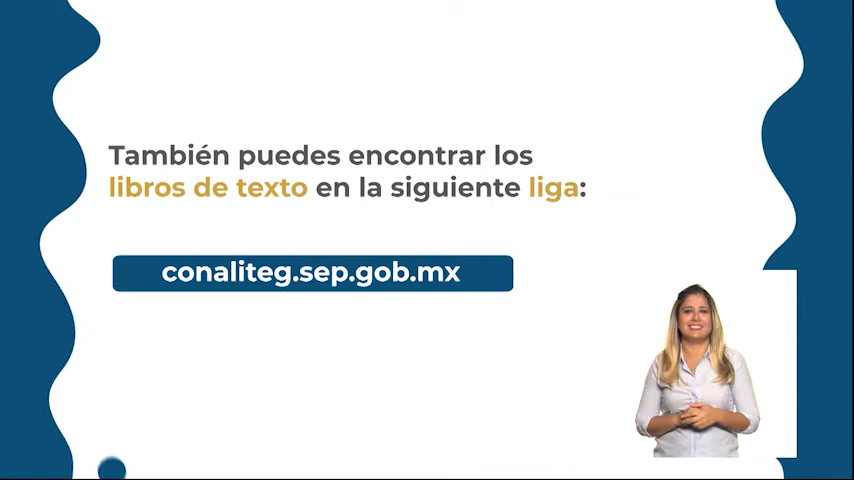 También puedes encontrar los
libros de texto en la siguiente liga:
conaliteg.sep.gob.mx